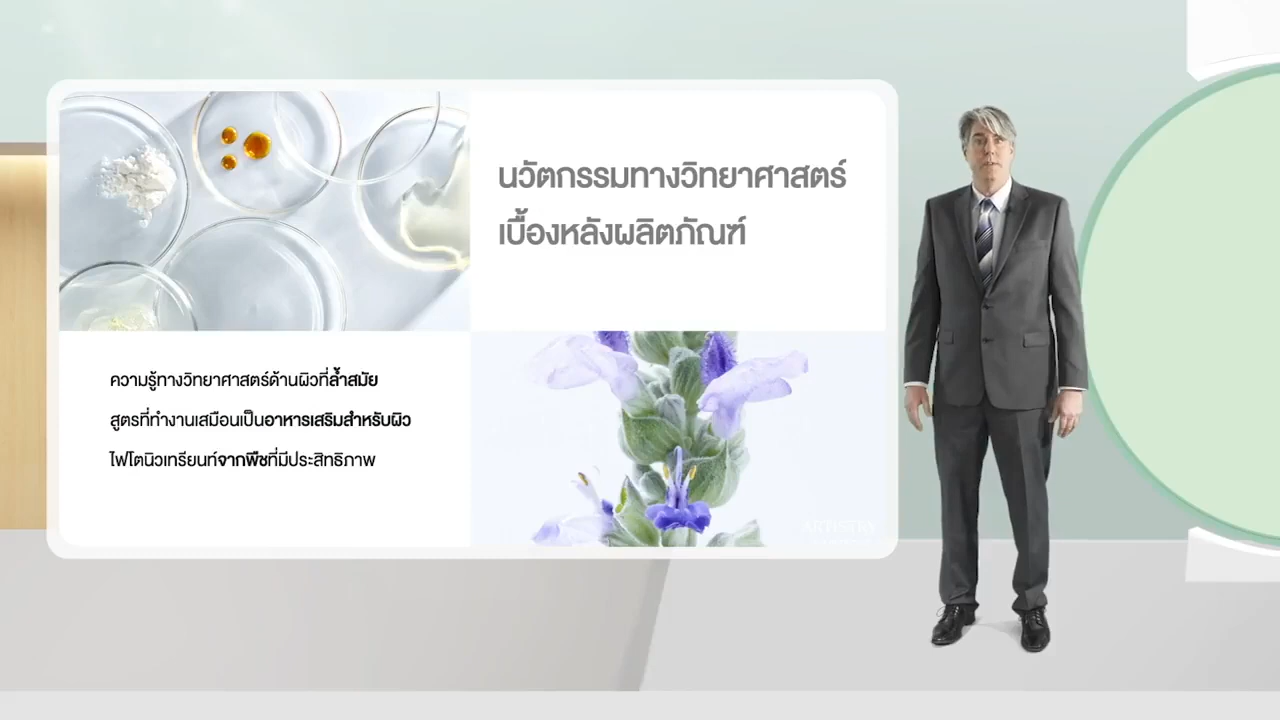 นวัตกรรมทางวิทยาศาสตร์
เบื้องหลังผลิตภัณฑ์
ความรู้ทางวิทยาศาสตร์ด้านผิวที่ล้ำสมัย
สูตรที่ทำงานเสมือนเป็นอาหารเสริมสำหรับผิว
ไฟโตนิวเทรียนท์จากพืชที่มีประสิทธิภาพ